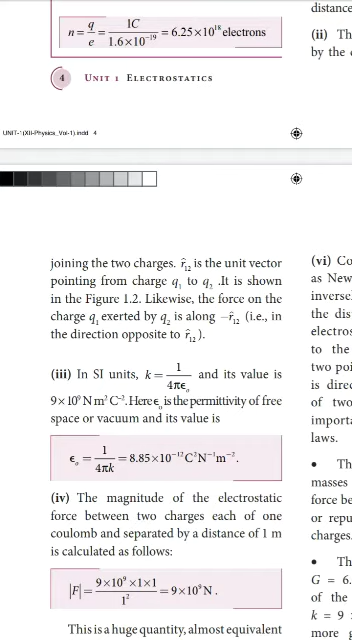 n = q/e = 1C / 1.6×10⁻¹⁹ = 6.25×10¹⁸ electrons
4 UNIT 1 ELECTROSTATICS
UNIT-1(XII-Physics_Vol-1).indd 4
joining the two charges. r̂₁₂ is the unit vector
pointing from charge q₁ to q₂ .It is shown
in the Figure 1.2. Likewise, the force on the
charge q₁ exerted by q₂ is along −r̂₁₂ (i.e., in
the direction opposite to r̂₁₂ ).
(iii) In SI units, k = 1/4πϵₒ and its value is
9× 10⁹ N m² C⁻². Here ϵₒ is the permittivity of free
space or vacuum and its value is
ϵₒ = 1/4πk = 8.85×10⁻¹² C² N⁻¹ m⁻².
(iv) The magnitude of the electrostatic
force between two charges each of one
coulomb and separated by a distance of 1 m
is calculated as follows:
|F| = 9×10⁹ ×1×1 / 1² = 9×10⁹ N .
This is a huge quantity, almost equivalent
distance
(ii) Th
by the
(vi) Co
as New
inversel
the dist
electros
to the
two poi
is direc
of two
importa
laws.
• Th
masses
force be
or repu
charges.
• Th
G = 6.
of the
k = 9 ×
more g